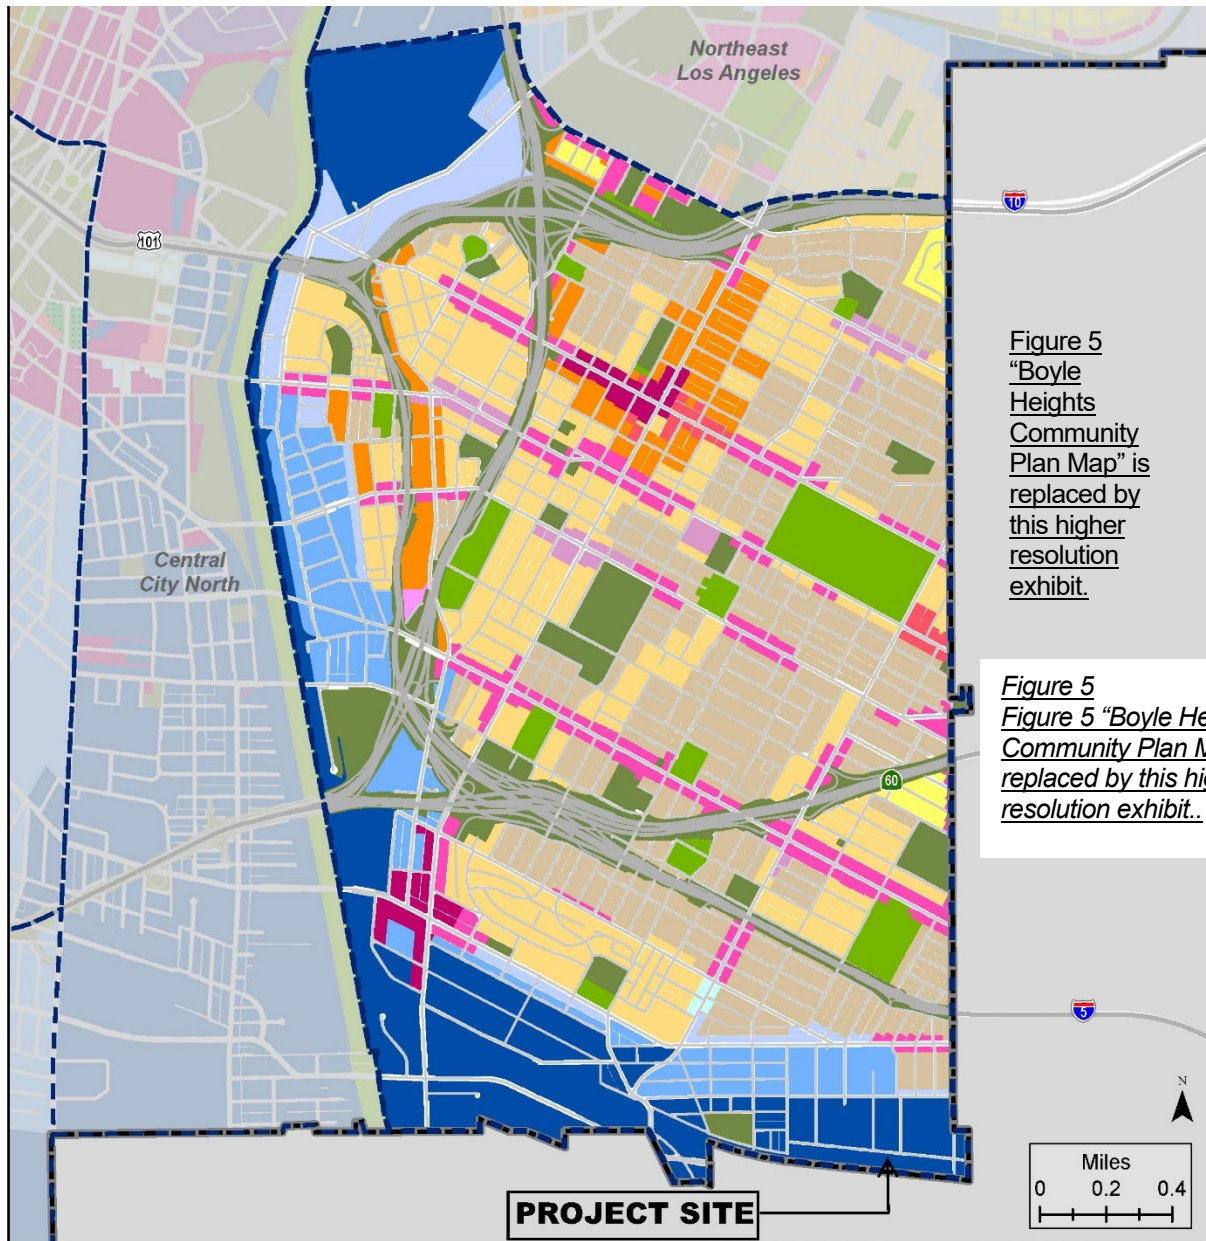 Northeast
Los Angeles
10
101
Figure 5
“Boyle
Heights
Community
Plan Map” is
replaced by
this higher
resolution
exhibit.
Central
City North
Figure 5
Figure 5 “Boyle He
Community Plan M
replaced by this hig
resolution exhibit..
60
5
N
Miles
0 0.2 0.4
PROJECT SITE